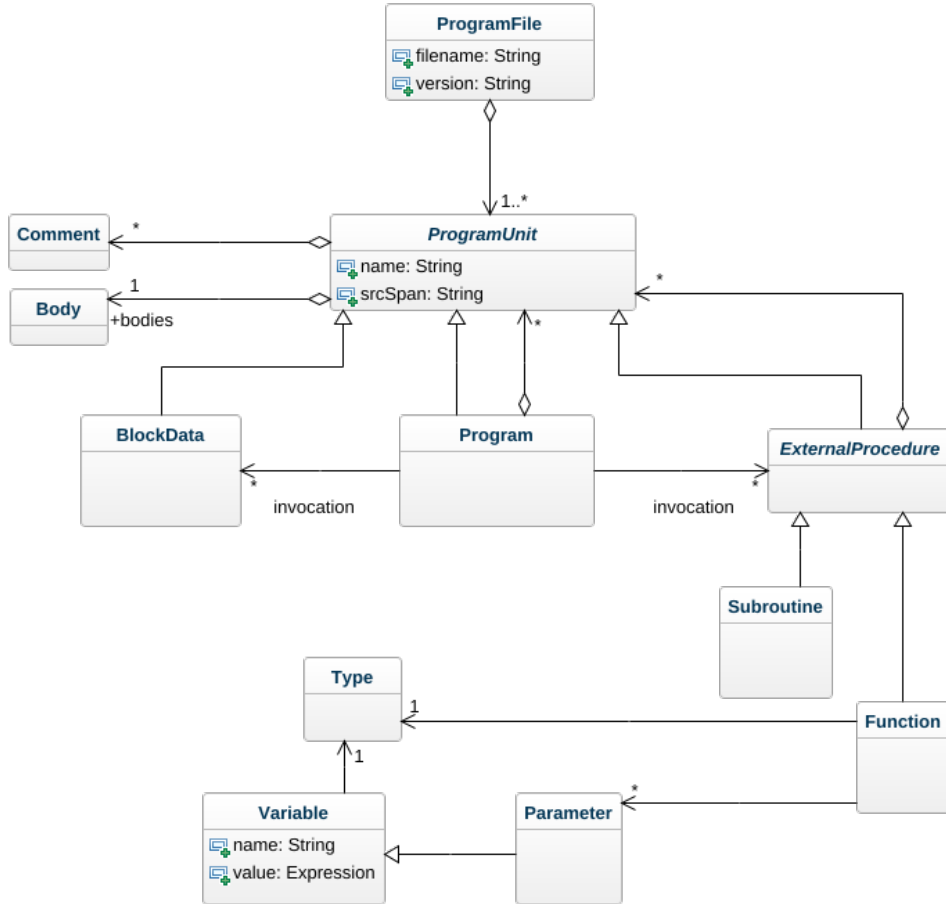 ProgramFile
filename: String
version: String
1..*
Comment
*
ProgramUnit
name: String
srcSpan: String
*
Body
1
+bodies
*
BlockData
Program
ExternalProcedure
*
invocation
*
invocation
Subroutine
Type
1
Function
1
*
Variable
name: String
value: Expression
Parameter